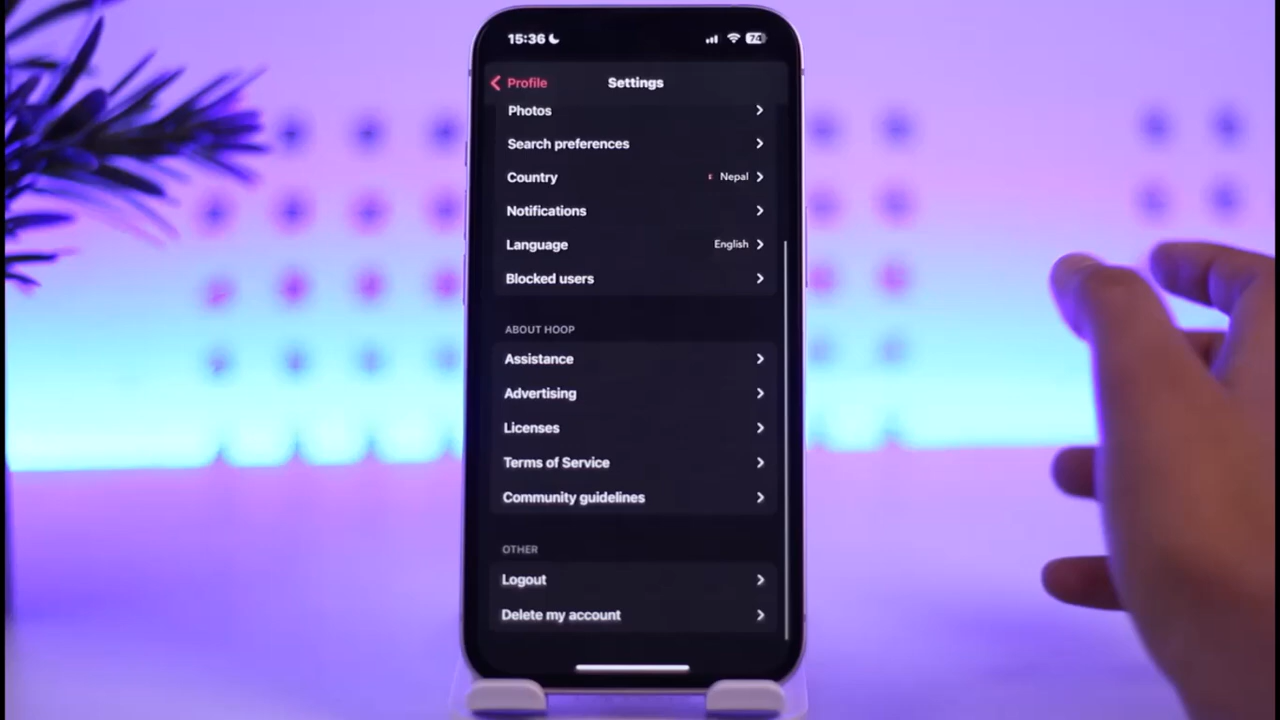 15:36 74
Profile Settings
Photos
Search preferences
Country Nepal
Notifications
Language English
Blocked users
ABOUT HOOP
Assistance
Advertising
Licenses
Terms of Service
Community guidelines
OTHER
Logout
Delete my account